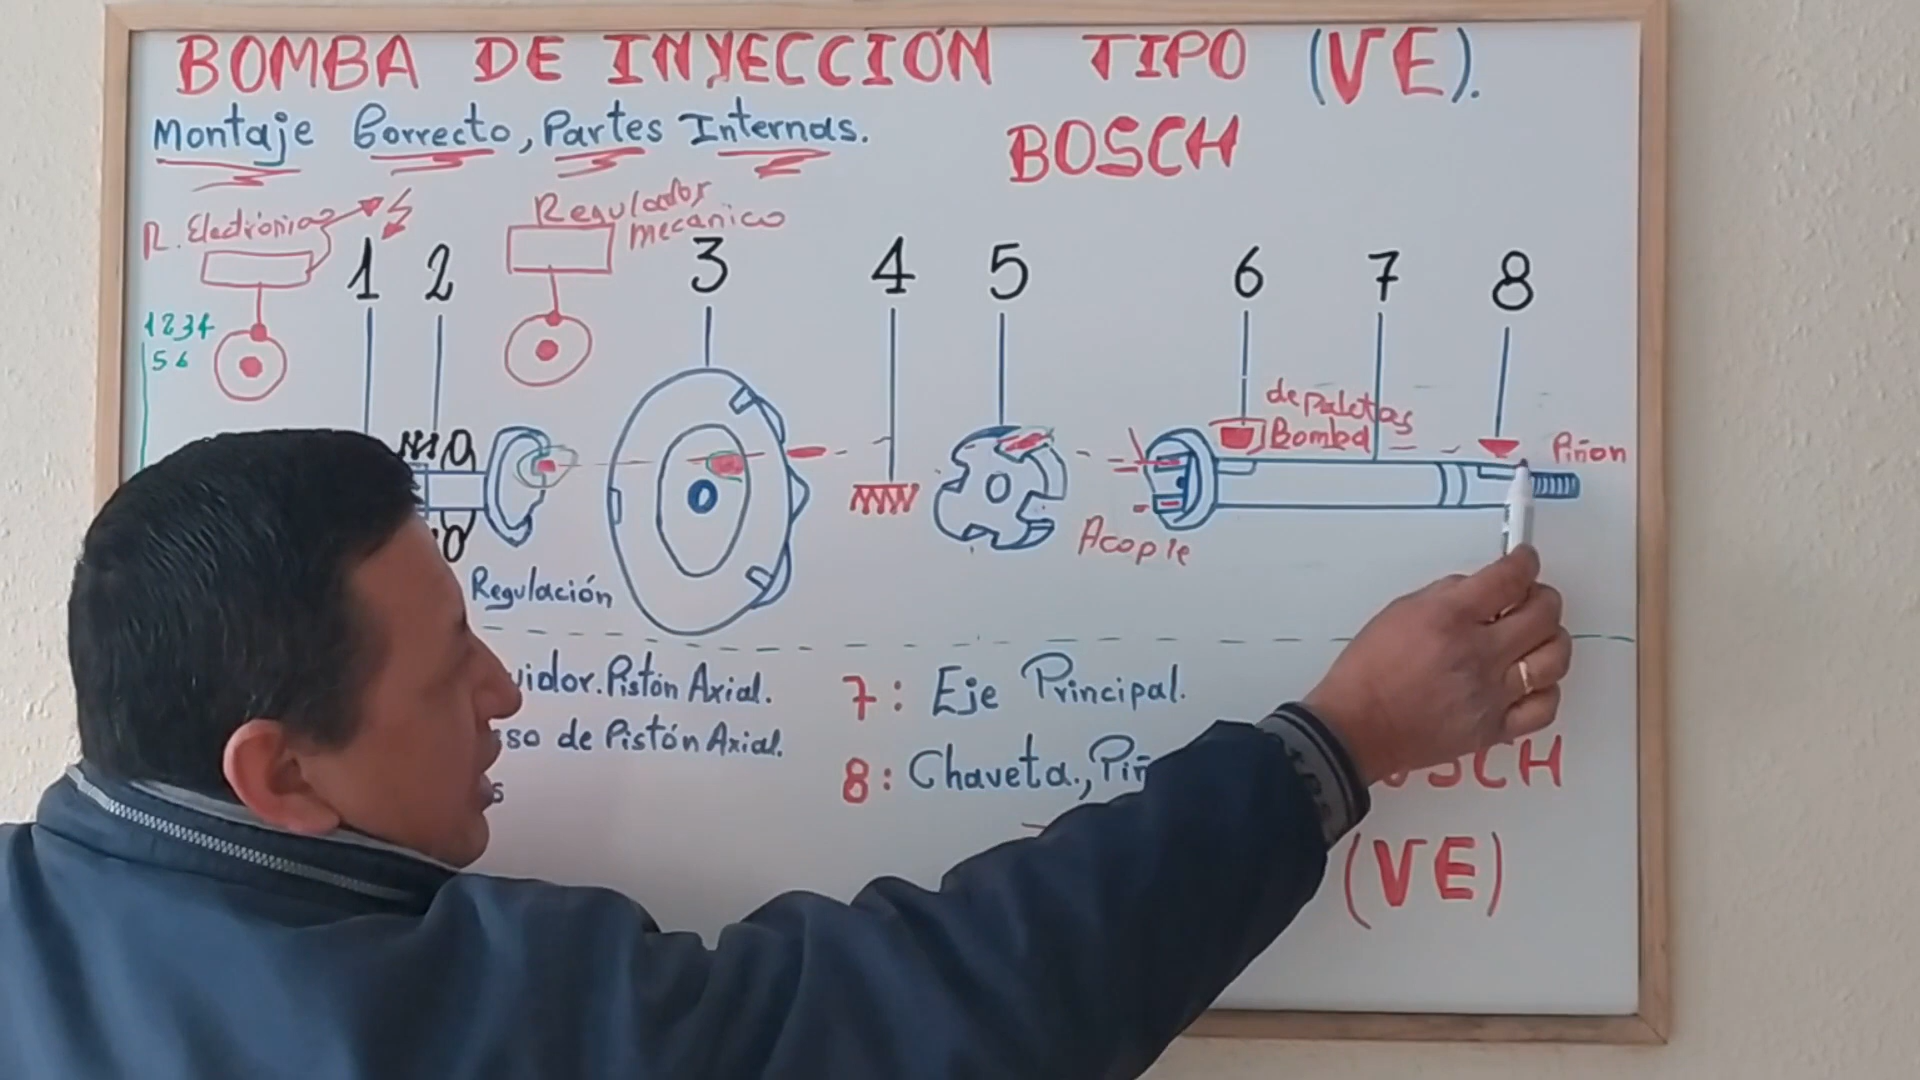 BOMBA DE INYECCIÓN TIPO (VE).
Montaje Correcto, Partes Internas.
BOSCH
R. Electrónico
Regulador
mecanico
1 2 3 4 5 6 7 8
1234
56
de paletas
Bomba
Piñon
Acople
Regulación
vidor. Pistón Axial.
so de Pistón Axial.
s
7: Eje Principal.
8: Chaveta., Piñ
OSCH
(VE)